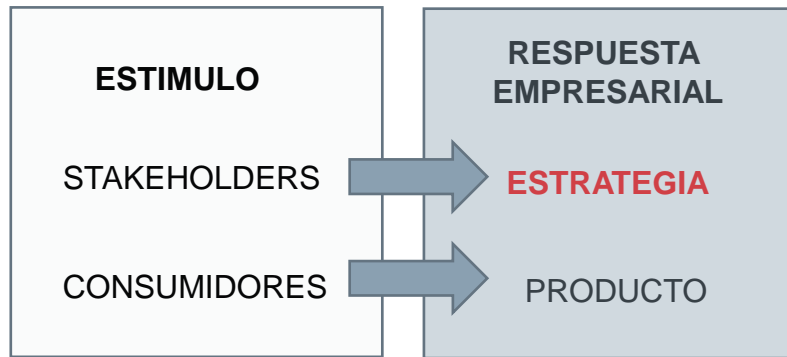 ESTIMULO
STAKEHOLDERS
CONSUMIDORES
RESPUESTA
EMPRESARIAL
ESTRATEGIA
PRODUCTO